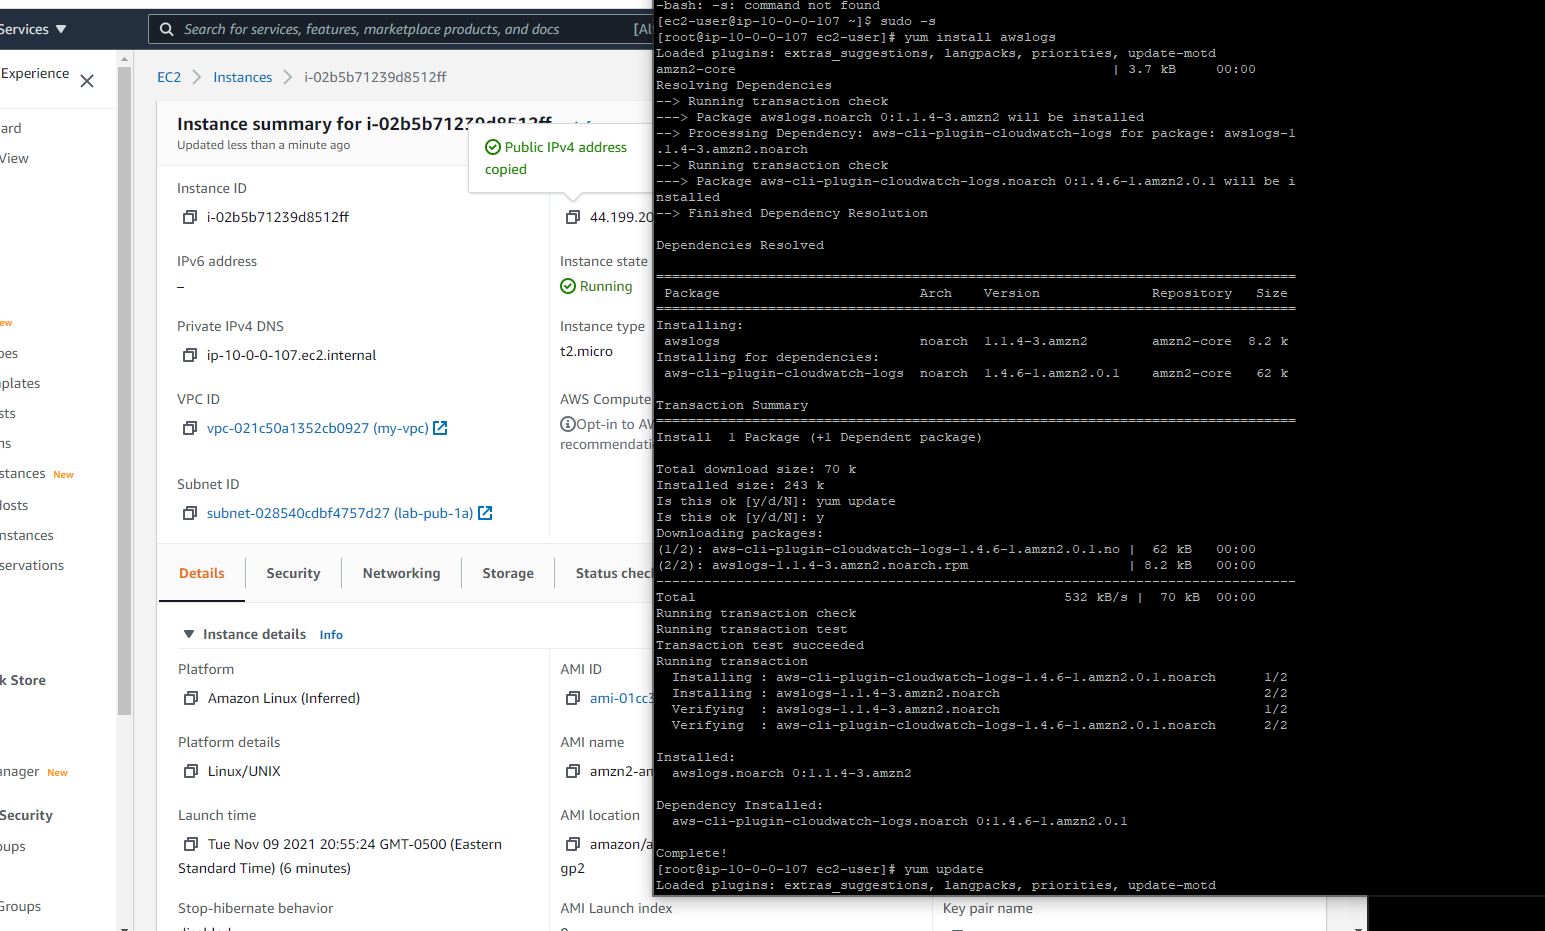 Services ▼
Search for services, features, marketplace products, and docs
[Al
Experience
ard
View
ew
pes
plates
sts
ns
stances New
Hosts
nstances
servations
k Store
anager New
Security
oups
Groups
EC2 > Instances > i-02b5b71239d8512ff
Instance summary for i-02b5b71239d8512ff
Updated less than a minute ago
Public IPv4 address
copied
Instance ID
i-02b5b71239d8512ff
44.199.20
IPv6 address
–
Instance state
Running
Private IPv4 DNS
ip-10-0-0-107.ec2.internal
Instance type
t2.micro
VPC ID
vpc-021c50a1352cb0927 (my-vpc)
AWS Compute
Opt-in to AW
recommendati
Subnet ID
subnet-028540cdbf4757d27 (lab-pub-1a)
Details Security Networking Storage Status chec
▼ Instance details Info
Platform
Amazon Linux (Inferred)
AMI ID
ami-01cc3
Platform details
Linux/UNIX
AMI name
amzn2-am
Launch time
Tue Nov 09 2021 20:55:24 GMT-0500 (Eastern
Standard Time) (6 minutes)
AMI location
amazon/a
gp2
Stop-hibernate behavior
AMI Launch index
Key pair name
-bash: -s: command not found
[ec2-user@ip-10-0-0-107 ~]$ sudo -s
[root@ip-10-0-0-107 ec2-user]# yum install awslogs
Loaded plugins: extras_suggestions, langpacks, priorities, update-motd
amzn2-core | 3.7 kB 00:00
Resolving Dependencies
--> Running transaction check
---> Package awslogs.noarch 0:1.1.4-3.amzn2 will be installed
--> Processing Dependency: aws-cli-plugin-cloudwatch-logs for package: awslogs-1
.1.4-3.amzn2.noarch
--> Running transaction check
---> Package aws-cli-plugin-cloudwatch-logs.noarch 0:1.4.6-1.amzn2.0.1 will be i
nstalled
--> Finished Dependency Resolution
Dependencies Resolved
================================================================================
Package Arch Version Repository Size
================================================================================
Installing:
awslogs noarch 1.1.4-3.amzn2 amzn2-core 8.2 k
Installing for dependencies:
aws-cli-plugin-cloudwatch-logs noarch 1.4.6-1.amzn2.0.1 amzn2-core 62 k
Transaction Summary
================================================================================
Install 1 Package (+1 Dependent package)
Total download size: 70 k
Installed size: 243 k
Is this ok [y/d/N]: yum update
Is this ok [y/d/N]: y
Downloading packages:
(1/2): aws-cli-plugin-cloudwatch-logs-1.4.6-1.amzn2.0.1.no | 62 kB 00:00
(2/2): awslogs-1.1.4-3.amzn2.noarch.rpm | 8.2 kB 00:00
--------------------------------------------------------------------------------
Total 532 kB/s | 70 kB 00:00
Running transaction check
Running transaction test
Transaction test succeeded
Running transaction
Installing : aws-cli-plugin-cloudwatch-logs-1.4.6-1.amzn2.0.1.noarch 1/2
Installing : awslogs-1.1.4-3.amzn2.noarch 2/2
Verifying : awslogs-1.1.4-3.amzn2.noarch 1/2
Verifying : aws-cli-plugin-cloudwatch-logs-1.4.6-1.amzn2.0.1.noarch 2/2
Installed:
awslogs.noarch 0:1.1.4-3.amzn2
Dependency Installed:
aws-cli-plugin-cloudwatch-logs.noarch 0:1.4.6-1.amzn2.0.1
Complete!
[root@ip-10-0-0-107 ec2-user]# yum update
Loaded plugins: extras_suggestions, langpacks, priorities, update-motd